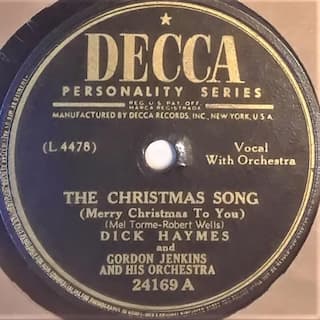 DECCA
PERSONALITY SERIES
REG. U.S. PAT. OFF.
MARCA REGISTRADA
MANUFACTURED BY DECCA RECORDS, INC., NEW YORK, U.S.A.
(L 4478)
Vocal
With Orchestra
THE CHRISTMAS SONG
(Merry Christmas To You)
(Mel Torme-Robert Wells)
DICK HAYMES
and
GORDON JENKINS
AND HIS ORCHESTRA
24169 A